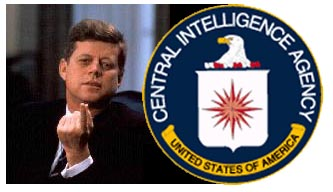 CENTRAL INTELLIGENCE AGENCY
UNITED STATES OF AMERICA